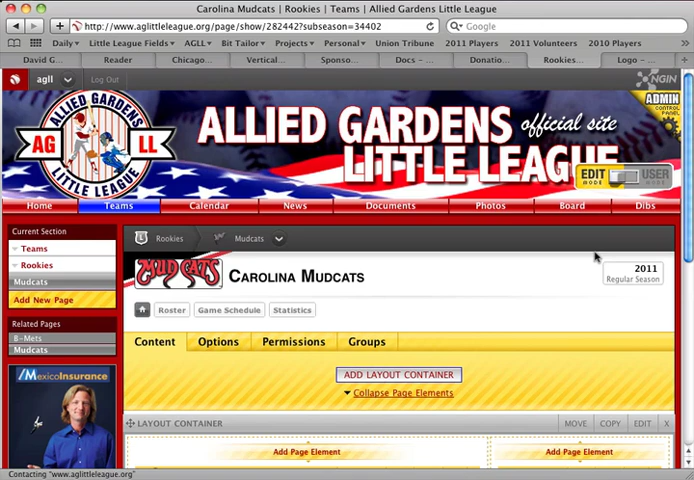 Carolina Mudcats | Rookies | Teams | Allied Gardens Little League
http://www.aglittleleague.org/page/show/282442?subseason=34402
Google
Daily Little League Fields AGLL Bit Tailor Projects Personal Union Tribune 2011 Players 2011 Volunteers 2010 Players
David G... Reader Chicago... Vertical... Sponso... Docs - ... Donatio... Rookies... Logo - ...
agll Log Out NGIN
ALLIED GARDENS
AG LL
LITTLE LEAGUE
ALLIED GARDENS official site
LITTLE LEAGUE
ADMIN
CONTROL
PANEL
EDIT MODE USER MODE
Home Teams Calendar News Documents Photos Board Dibs
Current Section
Teams
Rookies
Mudcats
Add New Page
Related Pages
B-Mets
Mudcats
MexicoInsurance
Rookies Mudcats
MUDCATS Carolina Mudcats
2011
Regular Season
Roster Game Schedule Statistics
Content Options Permissions Groups
ADD LAYOUT CONTAINER
Collapse Page Elements
LAYOUT CONTAINER MOVE COPY EDIT X
Add Page Element Add Page Element
Contacting "www.aglittleleague.org"